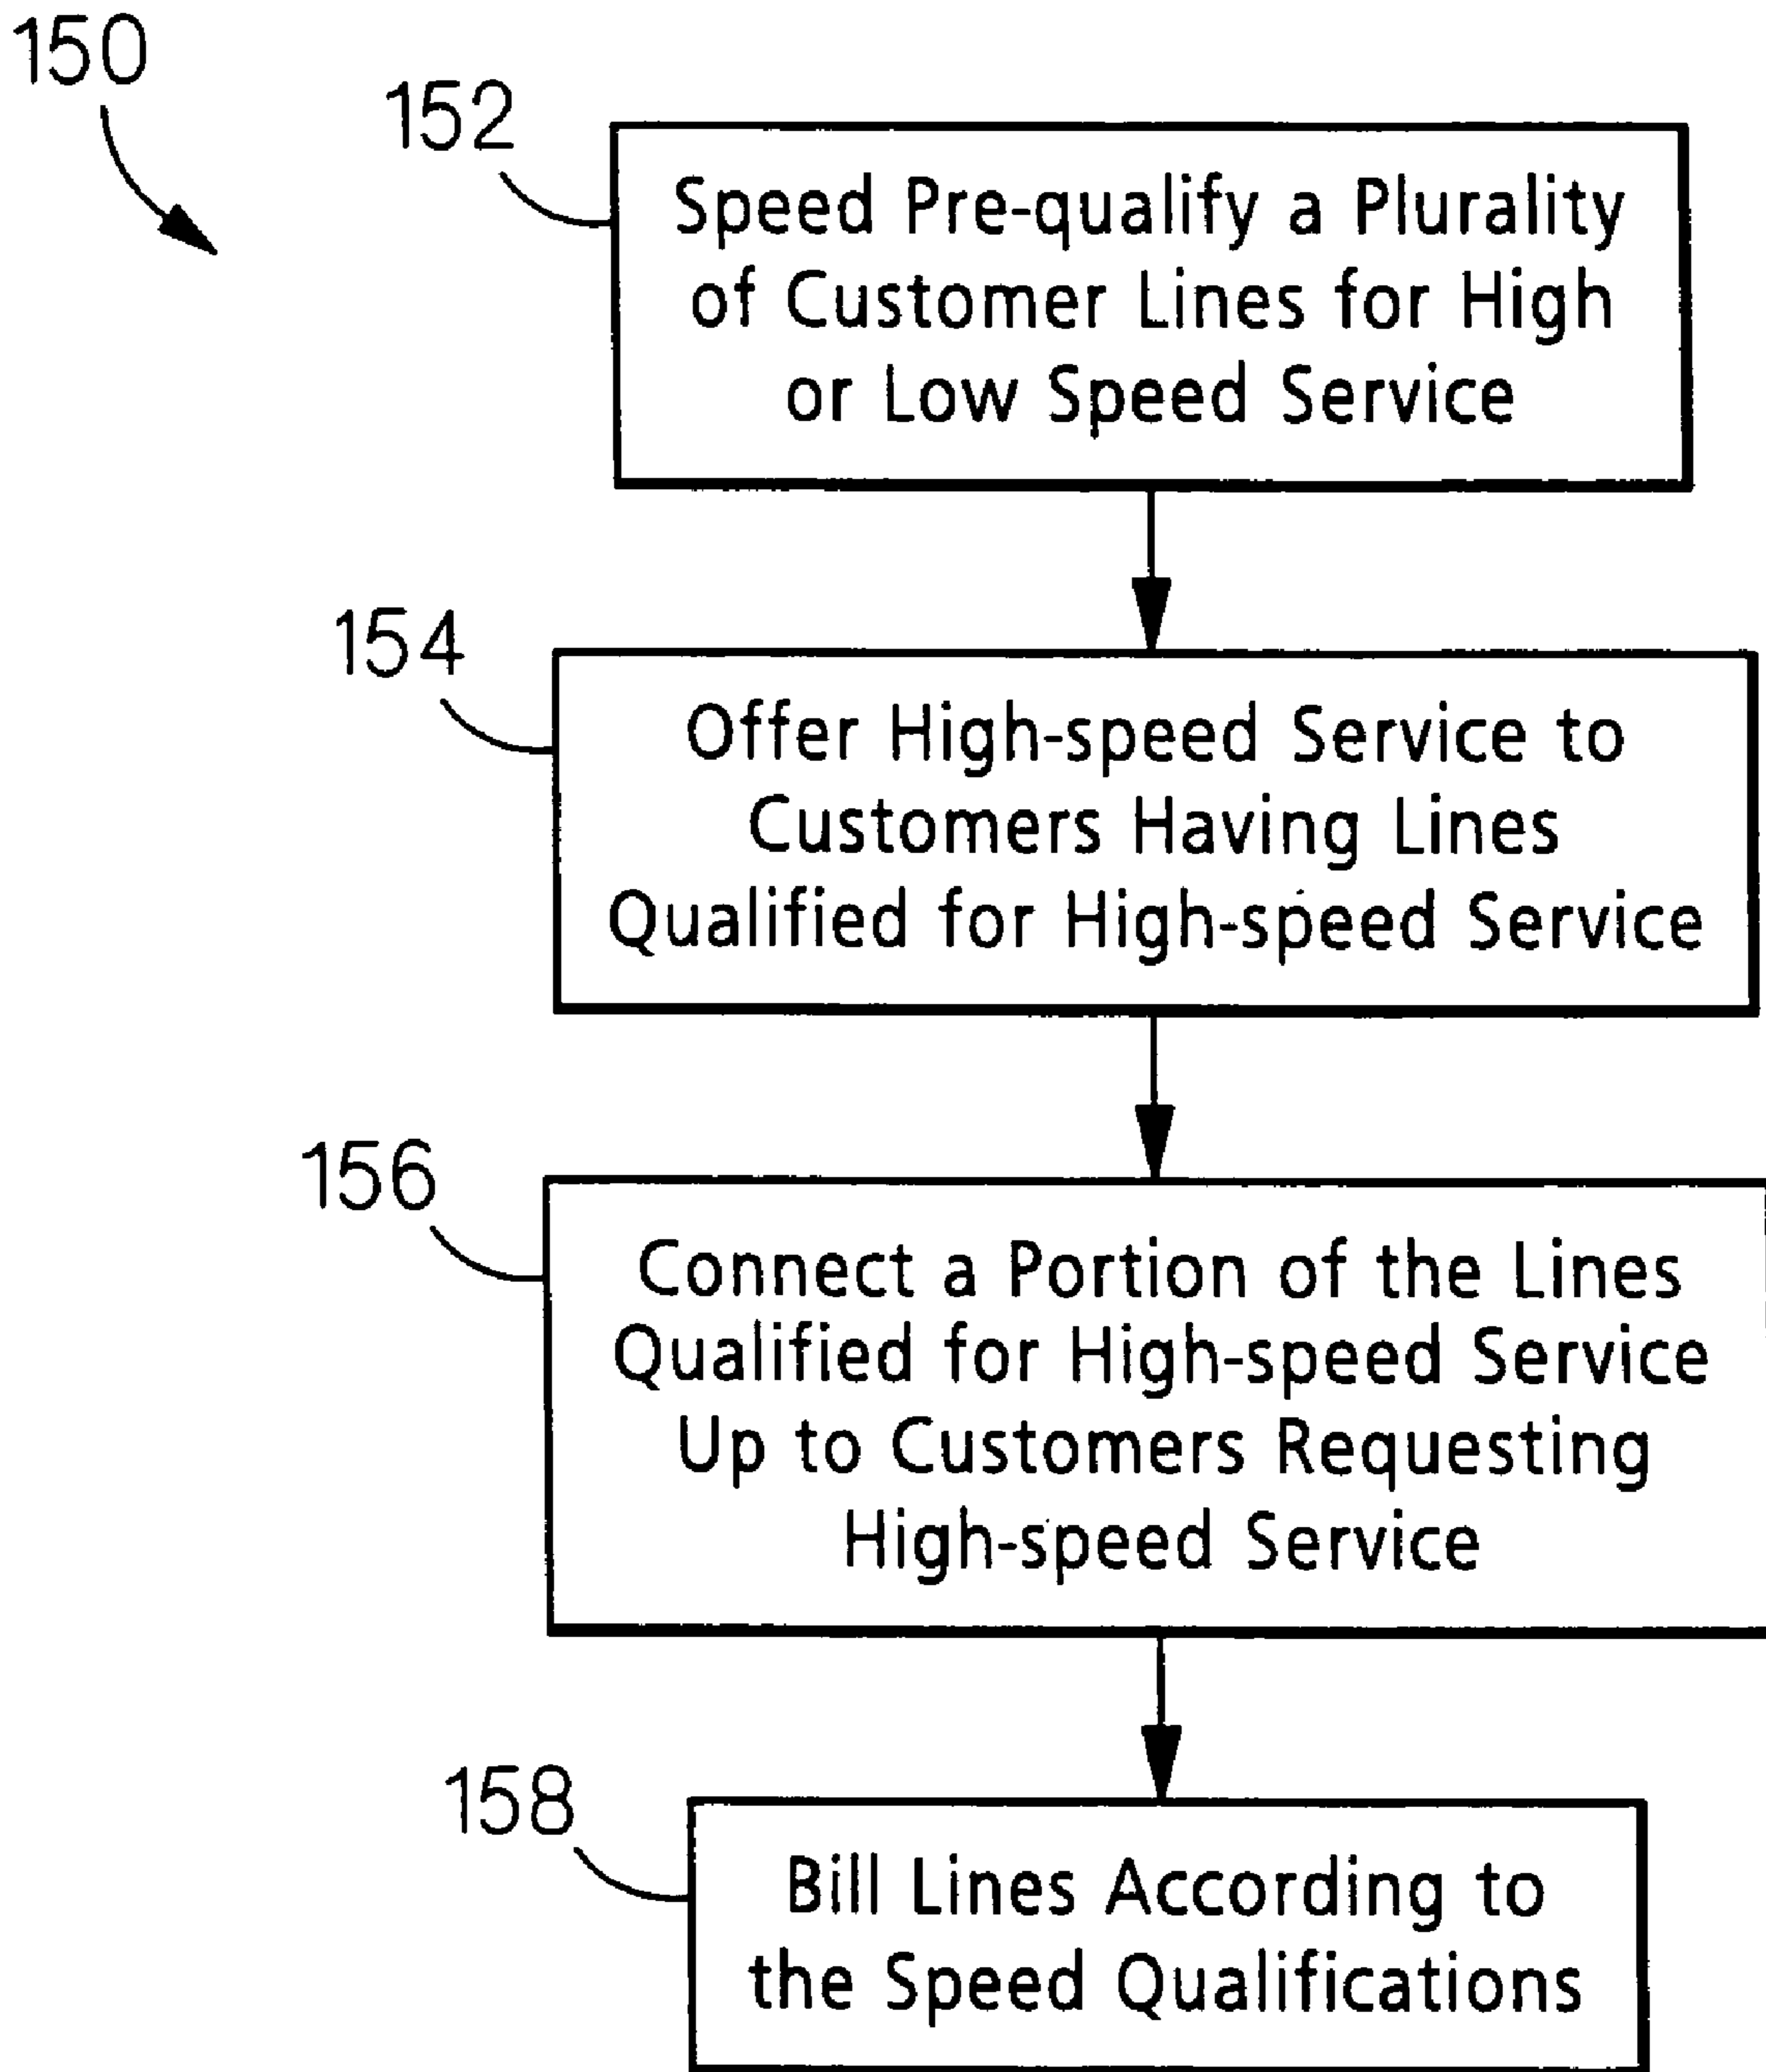 150
152
Speed Pre-qualify a Plurality
of Customer Lines for High
or Low Speed Service
154
Offer High-speed Service to
Customers Having Lines
Qualified for High-speed Service
156
Connect a Portion of the Lines
Qualified for High-speed Service
Up to Customers Requesting
High-speed Service
158
Bill Lines According to
the Speed Qualifications